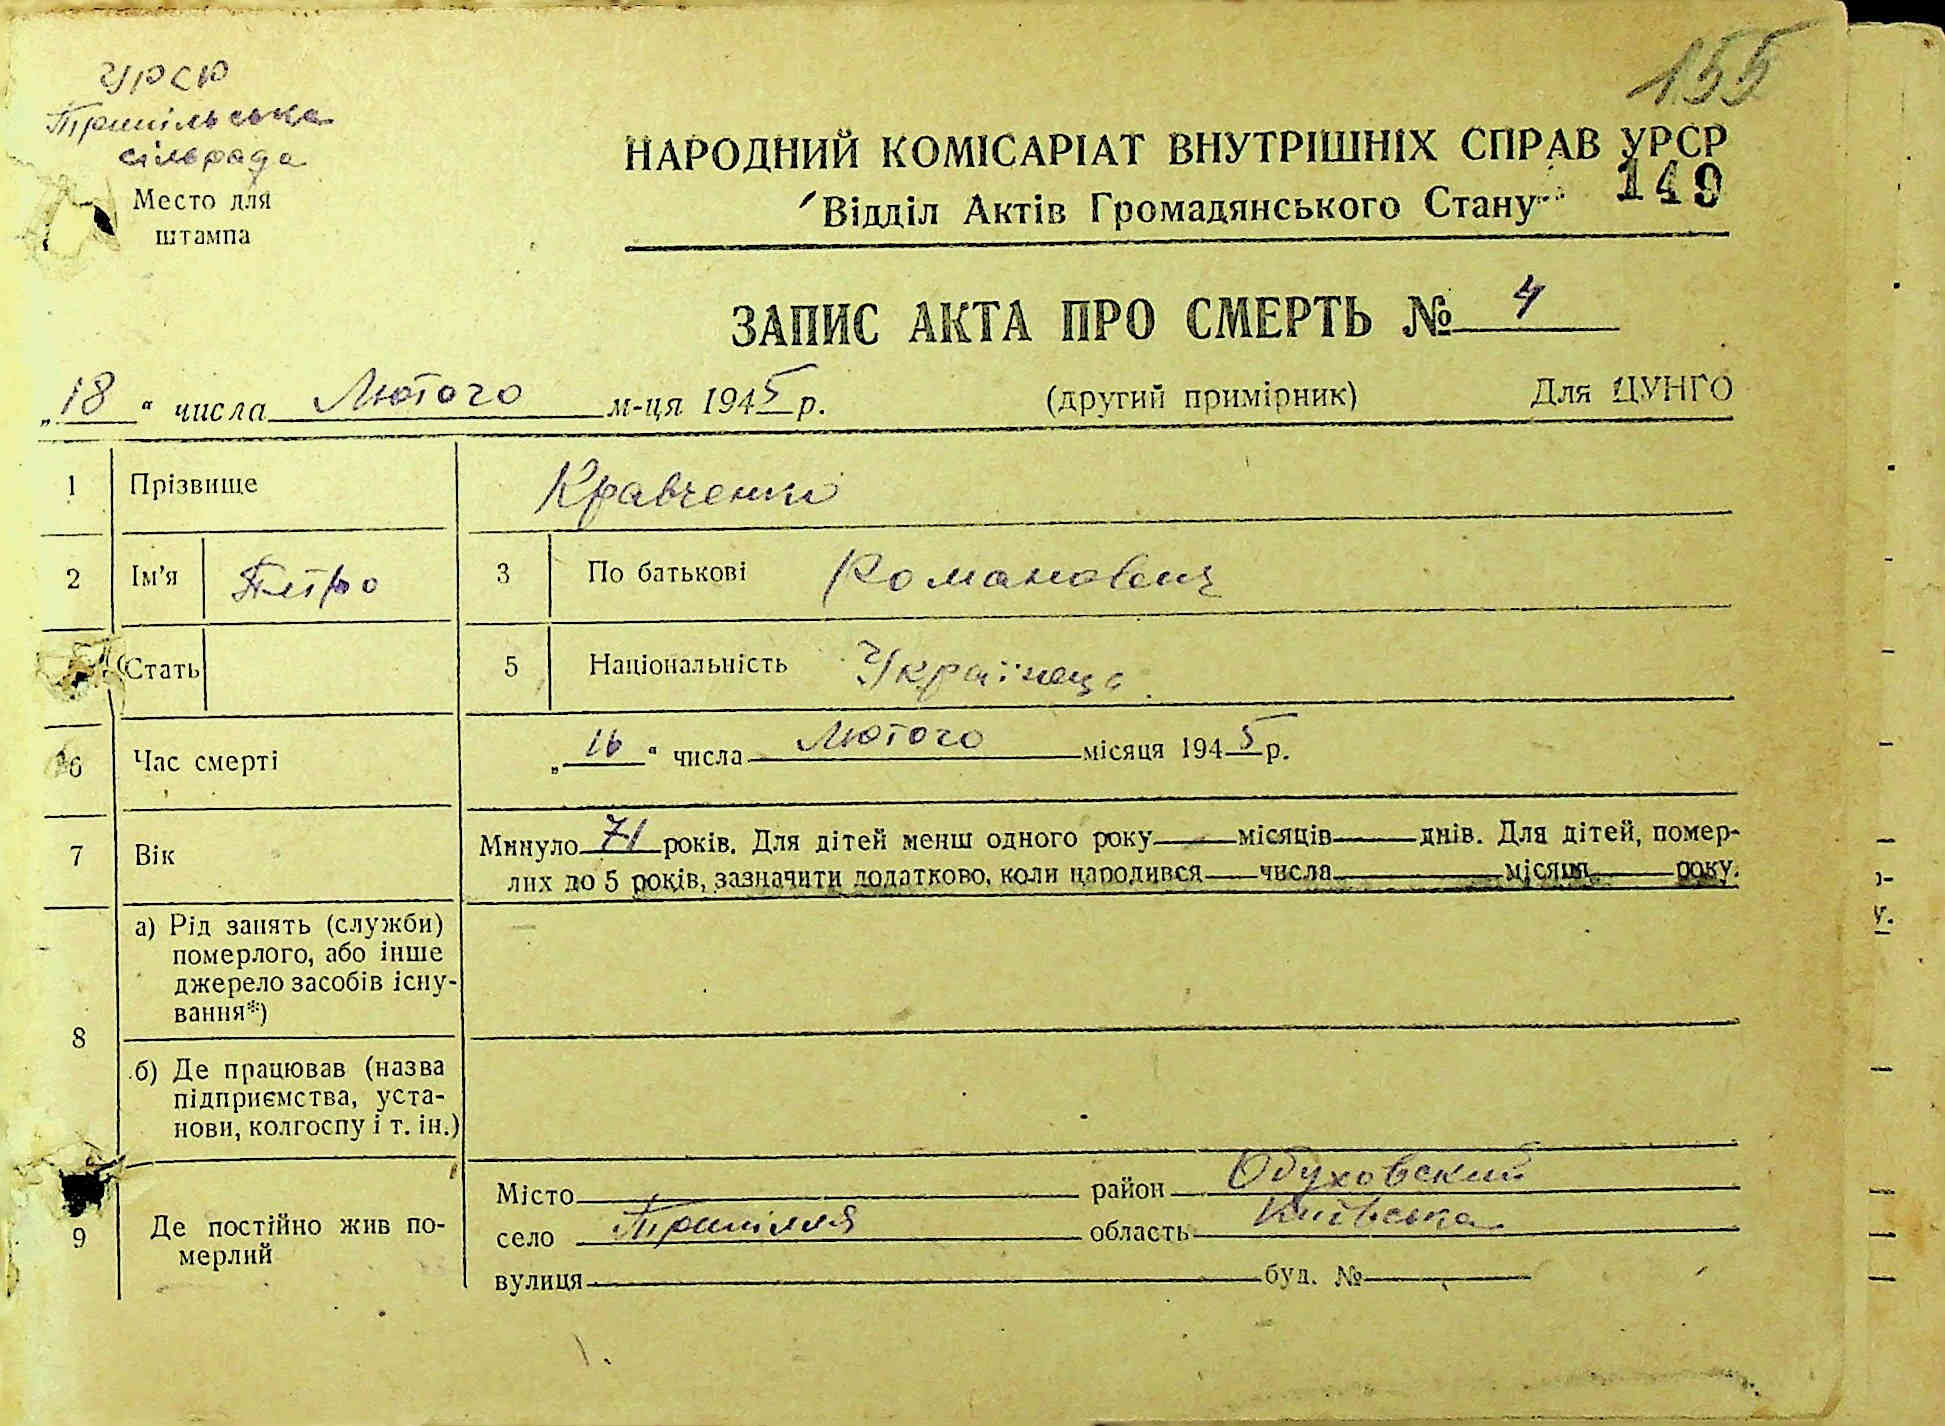 155
УРСР
Трипільська
сільрада
Место для
штампа
НАРОДНИЙ КОМІСАРІАТ ВНУТРІШНІХ СПРАВ УРСР
Відділ Актів Громадянського Стану
149
ЗАПИС АКТА ПРО СМЕРТЬ № 4
„18“ числа Лютого м-ця 1945 р. (другий примірник) Для ЦУНГО
1 Прізвище Кравченко
2 Ім'я Петро 3 По батькові Романович
Стать 5 Національність Українець
6 Час смерті „16“ числа Лютого місяця 1945 р.
7 Вік Минуло 71 років. Для дітей менш одного року місяців днів. Для дітей, помер-
лих до 5 років, зазначити додатково, коли народився числа місяця року.
8 а) Рід занять (служби)
померлого, або інше
джерело засобів існу-
вання*)
б) Де працював (назва
підприємства, уста-
нови, колгоспу і т. ін.)
9 Де постійно жив по-
мерлий
Місто район Обуховский
село Трипілля область Київська
вулиця буд. №